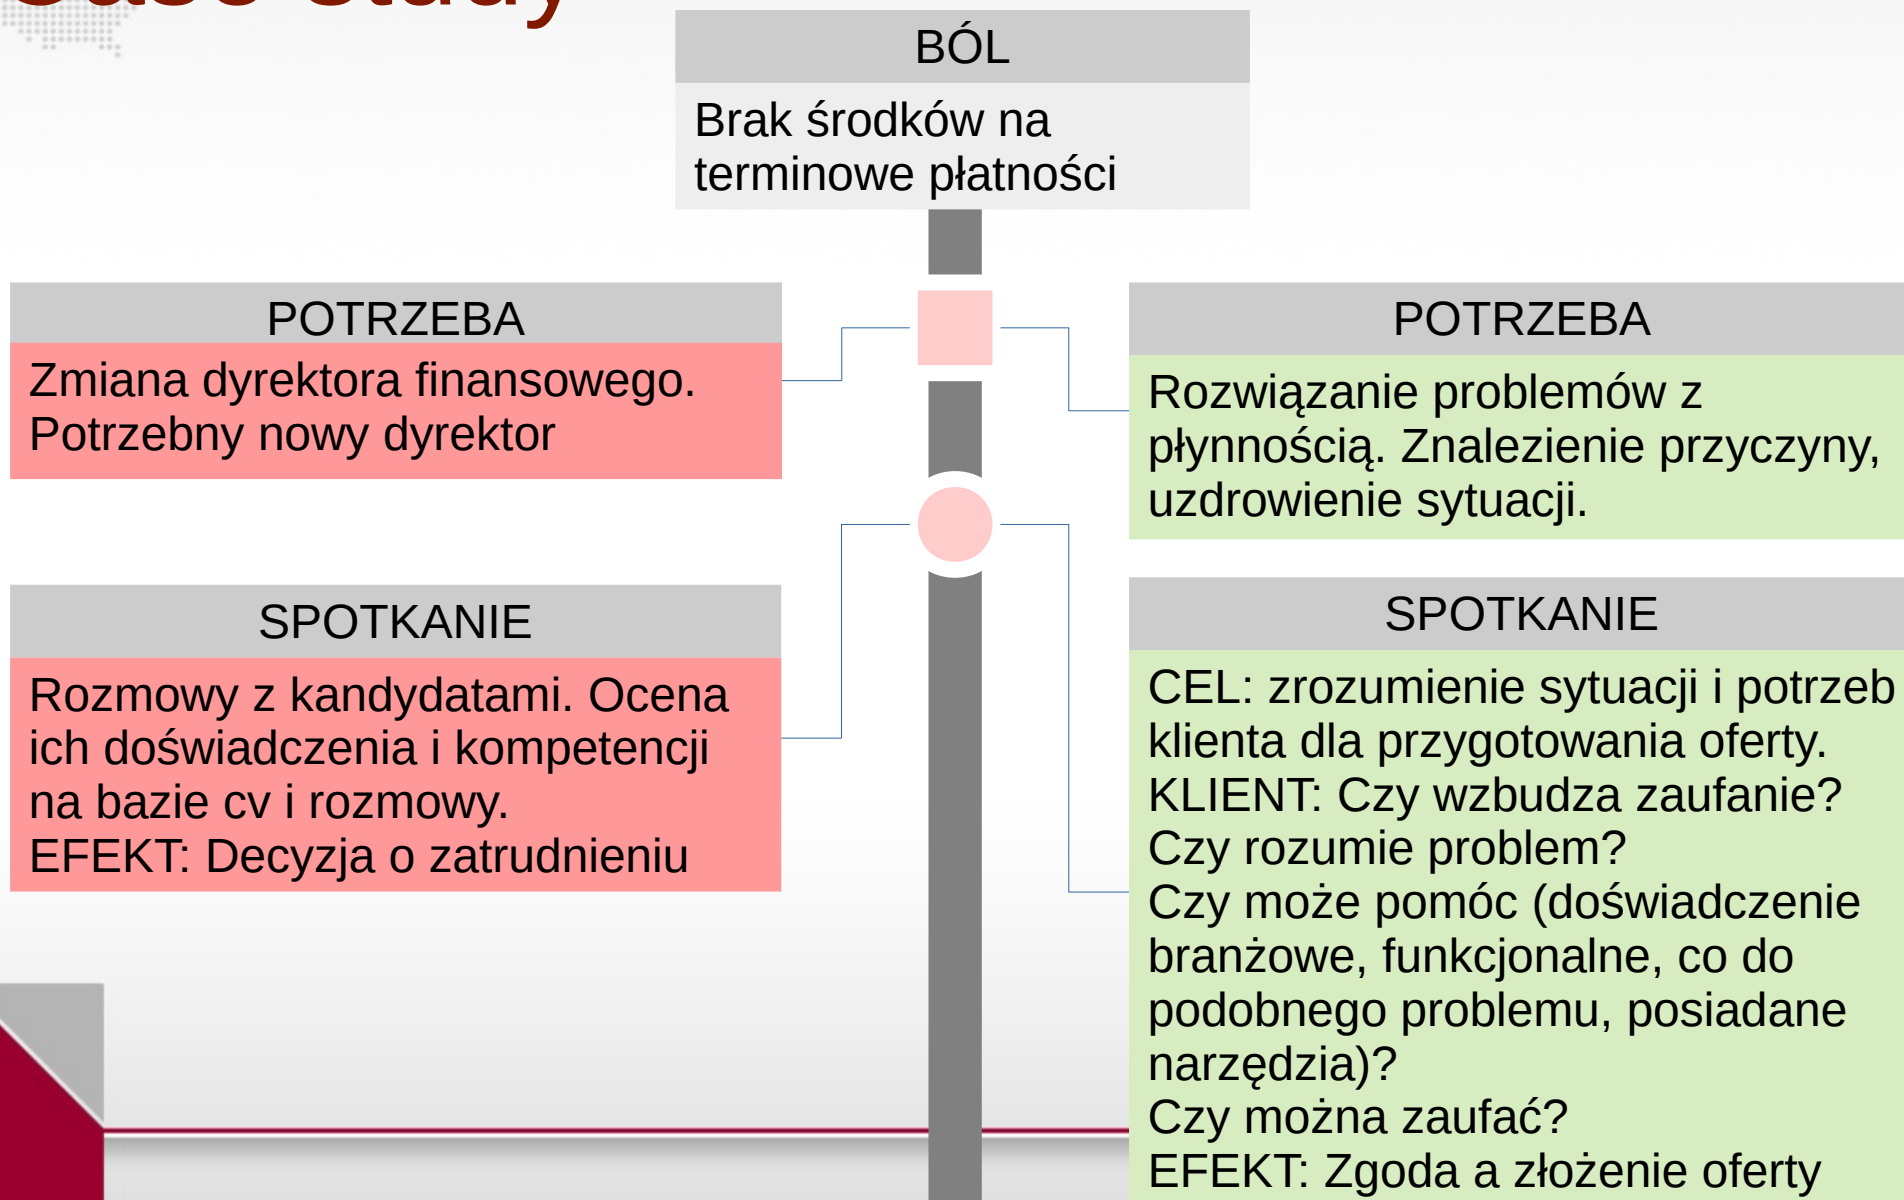 Case study
BÓL
Brak środków na
terminowe płatności
POTRZEBA
Zmiana dyrektora finansowego.
Potrzebny nowy dyrektor
POTRZEBA
Rozwiązanie problemów z
płynnością. Znalezienie przyczyny,
uzdrowienie sytuacji.
SPOTKANIE
Rozmowy z kandydatami. Ocena
ich doświadczenia i kompetencji
na bazie cv i rozmowy.
EFEKT: Decyzja o zatrudnieniu
SPOTKANIE
CEL: zrozumienie sytuacji i potrzeb
klienta dla przygotowania oferty.
KLIENT: Czy wzbudza zaufanie?
Czy rozumie problem?
Czy może pomóc (doświadczenie
branżowe, funkcjonalne, co do
podobnego problemu, posiadane
narzędzia)?
Czy można zaufać?
EFEKT: Zgoda a złożenie oferty